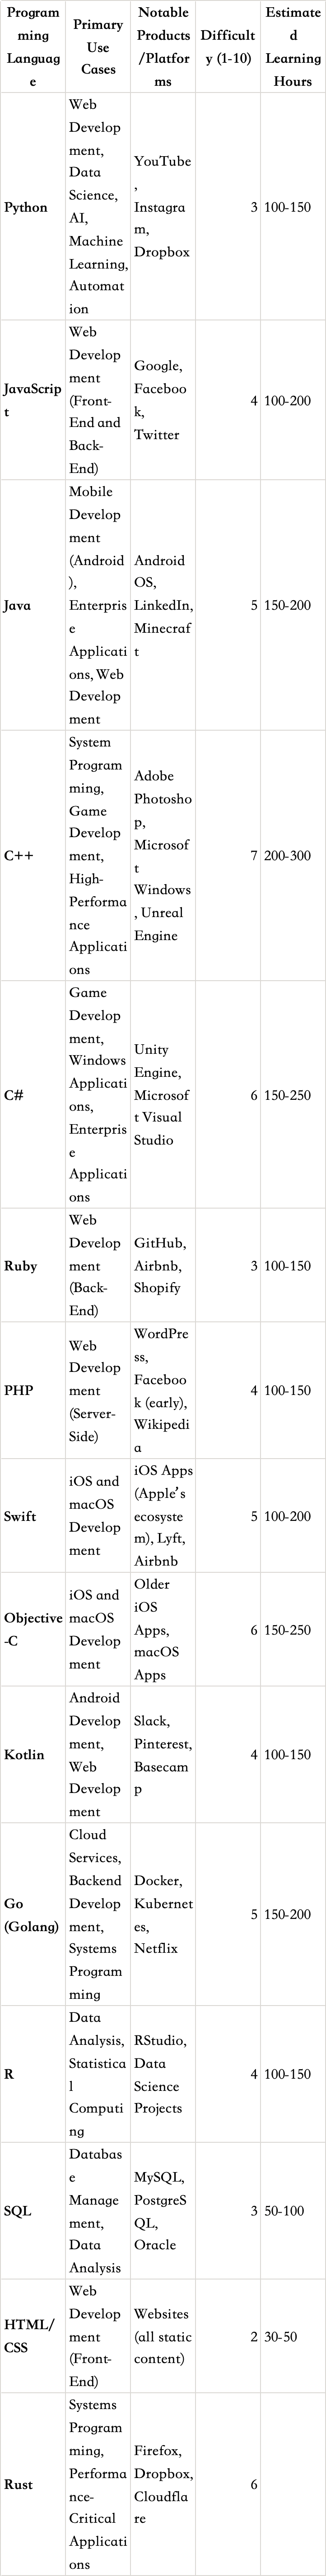 Programming Language | Primary Use Cases | Notable Products/Platforms | Difficulty (1-10) | Estimated Learning Hours
Python | Web Development, Data Science, AI, Machine Learning, Automation | YouTube, Instagram, Dropbox | 3 | 100-150
JavaScript | Web Development (Front-End and Back-End) | Google, Facebook, Twitter | 4 | 100-200
Java | Mobile Development (Android), Enterprise Applications, Web Development | Android OS, LinkedIn, Minecraft | 5 | 150-200
C++ | System Programming, Game Development, High-Performance Applications | Adobe Photoshop, Microsoft Windows, Unreal Engine | 7 | 200-300
C# | Game Development, Windows Applications, Enterprise Applications | Unity Engine, Microsoft Visual Studio | 6 | 150-250
Ruby | Web Development (Back-End) | GitHub, Airbnb, Shopify | 3 | 100-150
PHP | Web Development (Server-Side) | WordPress, Facebook (early), Wikipedia | 4 | 100-150
Swift | iOS and macOS Development | iOS Apps (Apple’s ecosystem), Lyft, Airbnb | 5 | 100-200
Objective-C | iOS and macOS Development | Older iOS Apps, macOS Apps | 6 | 150-250
Kotlin | Android Development, Web Development | Slack, Pinterest, Basecamp | 4 | 100-150
Go (Golang) | Cloud Services, Backend Development, Systems Programming | Docker, Kubernetes, Netflix | 5 | 150-200
R | Data Analysis, Statistical Computing | RStudio, Data Science Projects | 4 | 100-150
SQL | Database Management, Data Analysis | MySQL, PostgreSQL, Oracle | 3 | 50-100
HTML/CSS | Web Development (Front-End) | Websites (all static content) | 2 | 30-50
Rust | Systems Programming, Performance-Critical Applications | Firefox, Dropbox, Cloudflare | 6